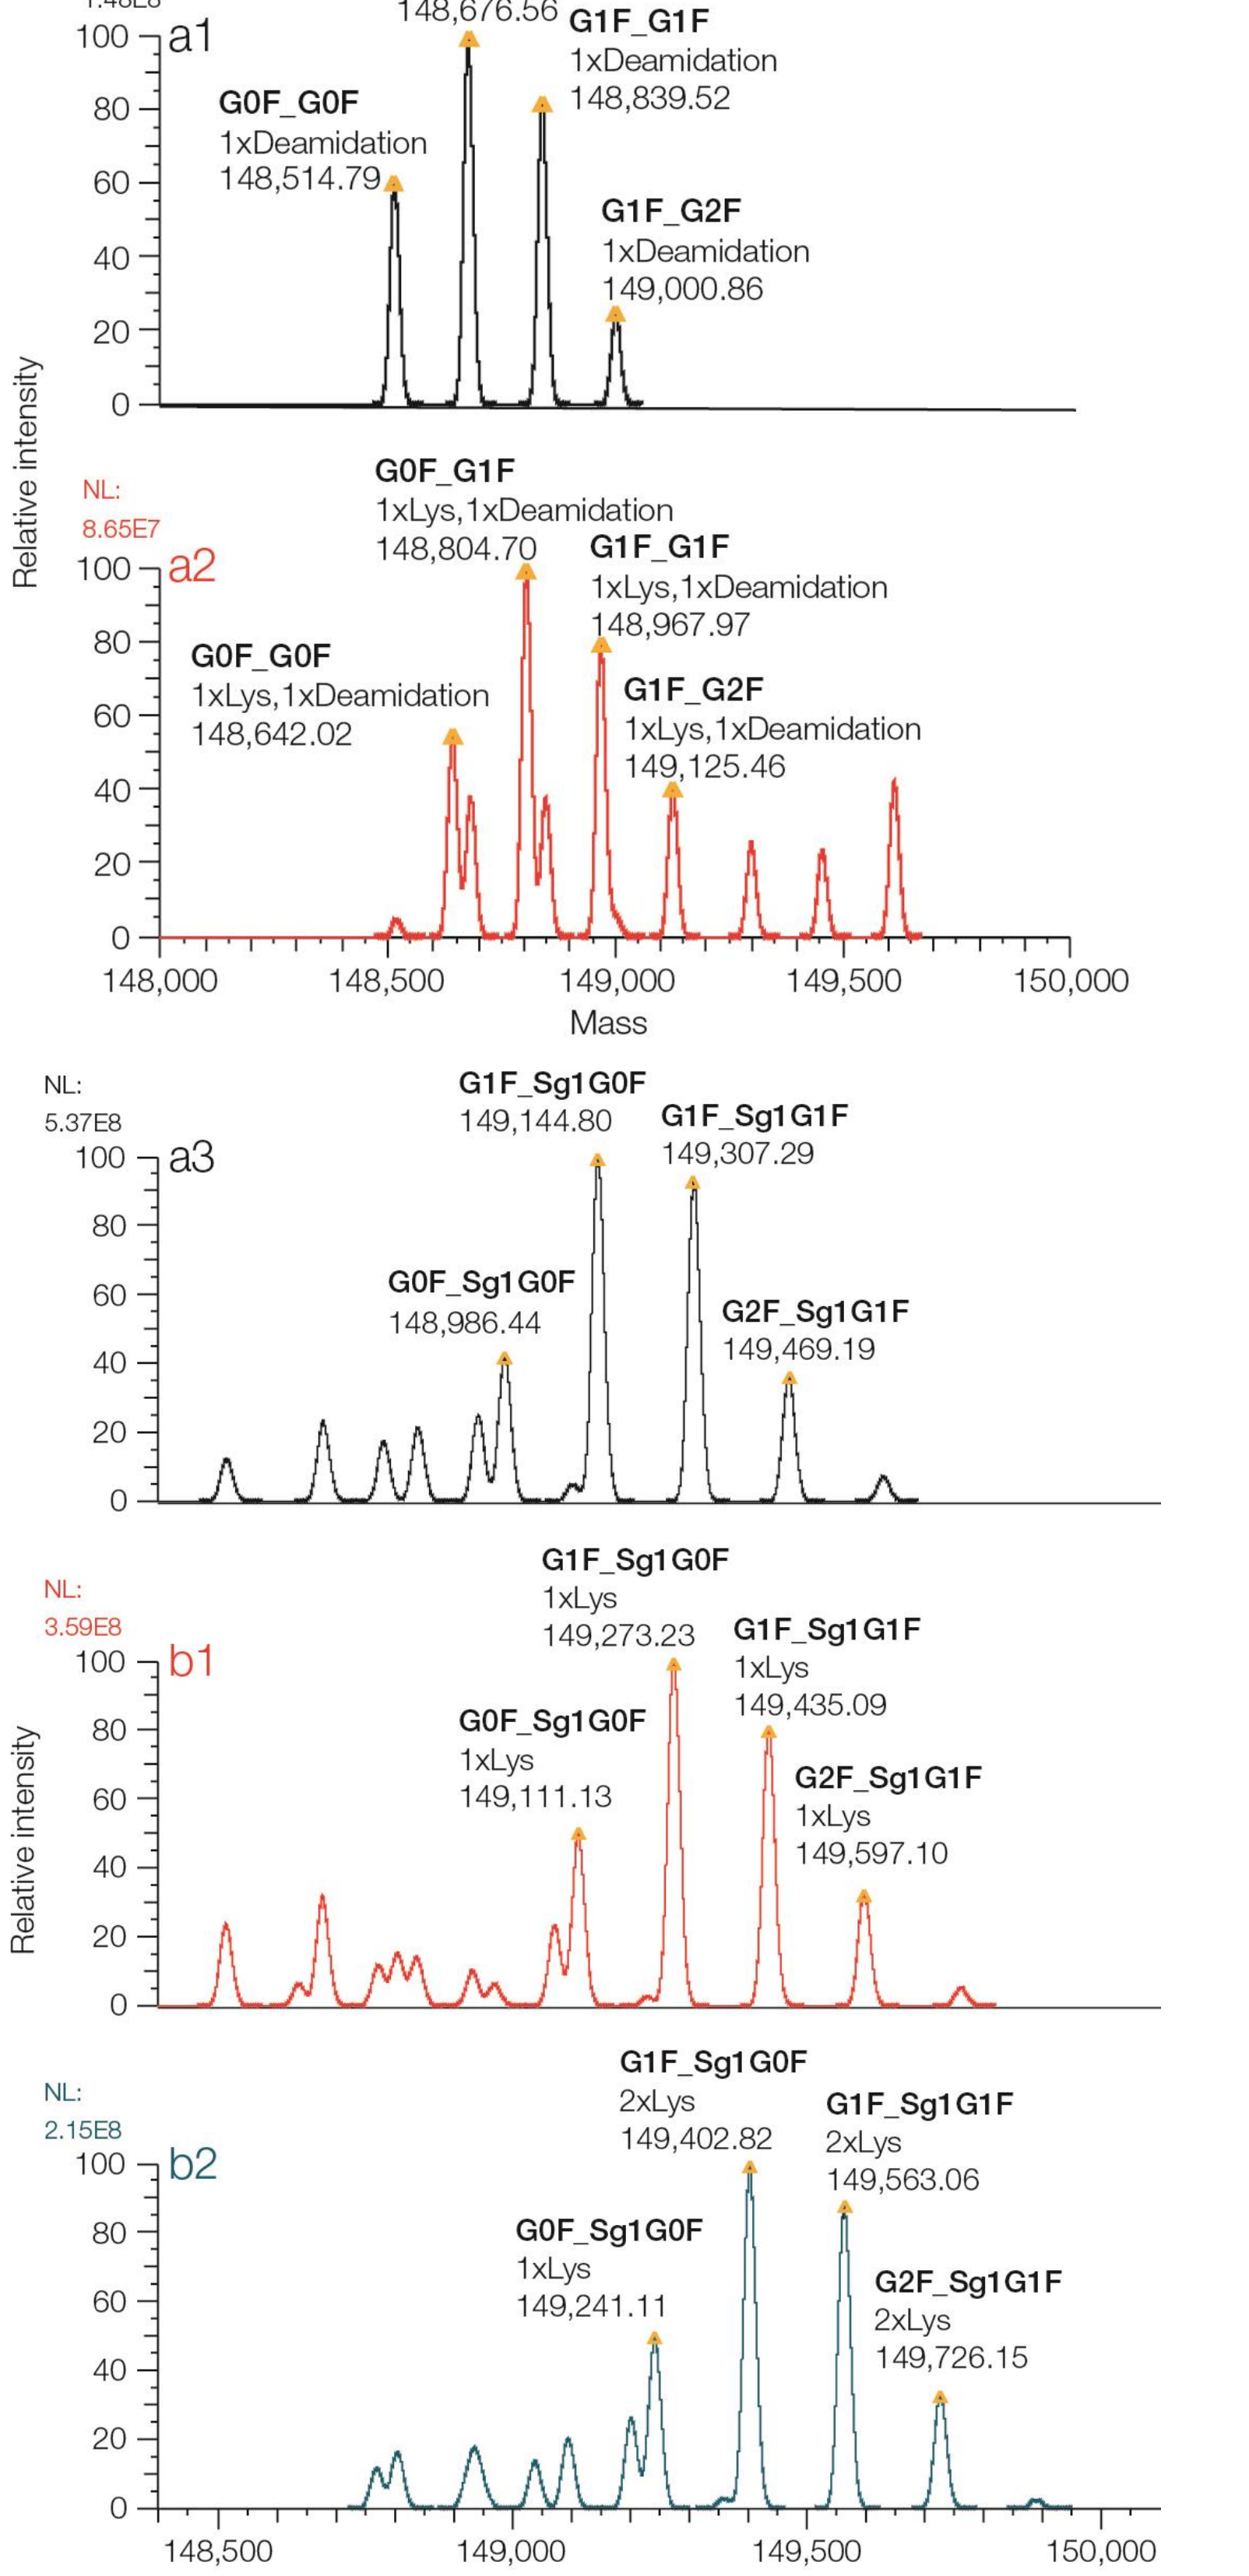 1.48E8
148,676.56
100
a1
G1F_G1F
1xDeamidation
148,839.52
G0F_G0F
1xDeamidation
148,514.79
80
60
G1F_G2F
1xDeamidation
149,000.86
40
20
0
Relative intensity
NL:
8.65E7
G0F_G1F
1xLys,1xDeamidation
148,804.70
100
a2
G1F_G1F
1xLys,1xDeamidation
148,967.97
80
G0F_G0F
1xLys,1xDeamidation
148,642.02
G1F_G2F
1xLys,1xDeamidation
149,125.46
60
40
20
0
148,000
148,500
149,000
149,500
150,000
Mass
NL:
5.37E8
G1F_Sg1G0F
149,144.80
G1F_Sg1G1F
149,307.29
100
a3
80
60
G0F_Sg1G0F
148,986.44
G2F_Sg1G1F
149,469.19
40
20
0
G1F_Sg1G0F
1xLys
149,273.23
NL:
3.59E8
100
b1
G1F_Sg1G1F
1xLys
149,435.09
G0F_Sg1G0F
1xLys
149,111.13
80
G2F_Sg1G1F
1xLys
149,597.10
60
40
20
0
Relative intensity
G1F_Sg1G0F
2xLys
149,402.82
NL:
2.15E8
100
b2
G1F_Sg1G1F
2xLys
149,563.06
G0F_Sg1G0F
1xLys
149,241.11
80
G2F_Sg1G1F
2xLys
149,726.15
60
40
20
0
148,500
149,000
149,500
150,000